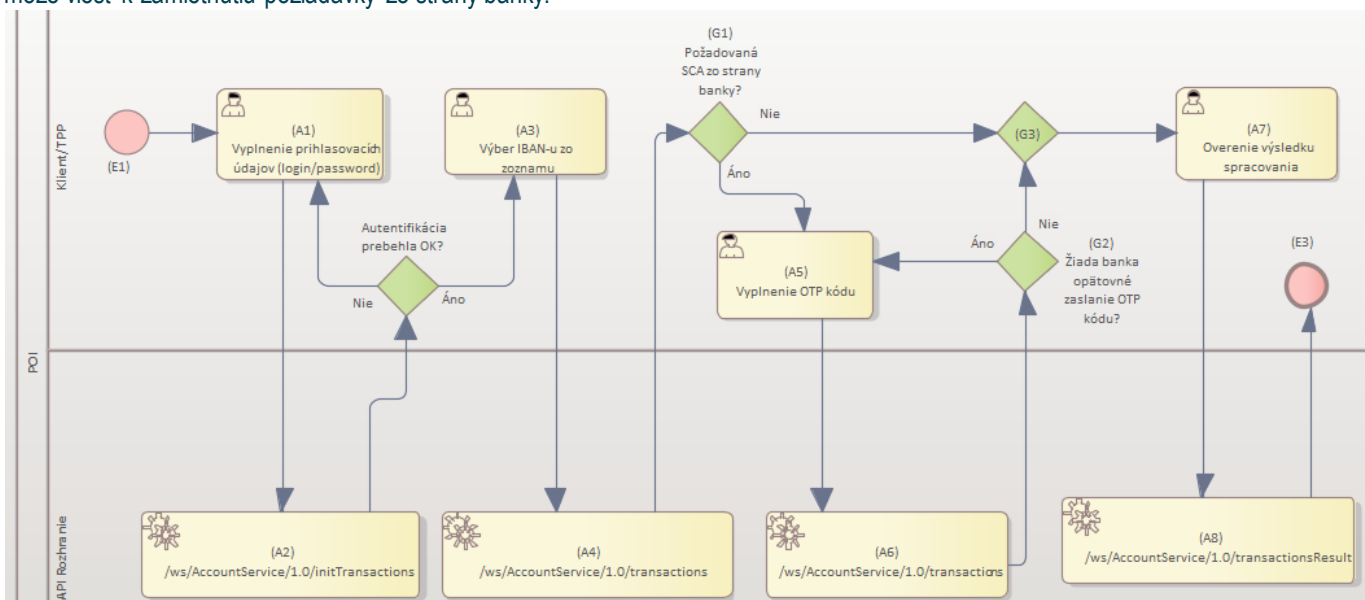 môže viesť k zamietnutiu požiadavky zo strany banky.
POI
Klient/TPP
(E1)
(A1)
Vyplnenie prihlasovacích
údajov (login/password)
Autentifikácia
prebehla OK?
Nie
Áno
(A3)
Výber IBAN-u zo
zoznamu
(G1)
Požadovaná
SCA zo strany
banky?
Nie
Áno
(A5)
Vyplnenie OTP kódu
(G3)
Nie
Áno
(G2)
Žiada banka
opätovné
zaslanie OTP
kódu?
(A7)
Overenie výsledku
spracovania
(E3)
API Rozhranie
(A2)
/ws/AccountService/1.0/initTransactions
(A4)
/ws/AccountService/1.0/transactions
(A6)
/ws/AccountService/1.0/transactions
(A8)
/ws/AccountService/1.0/transactionsResult